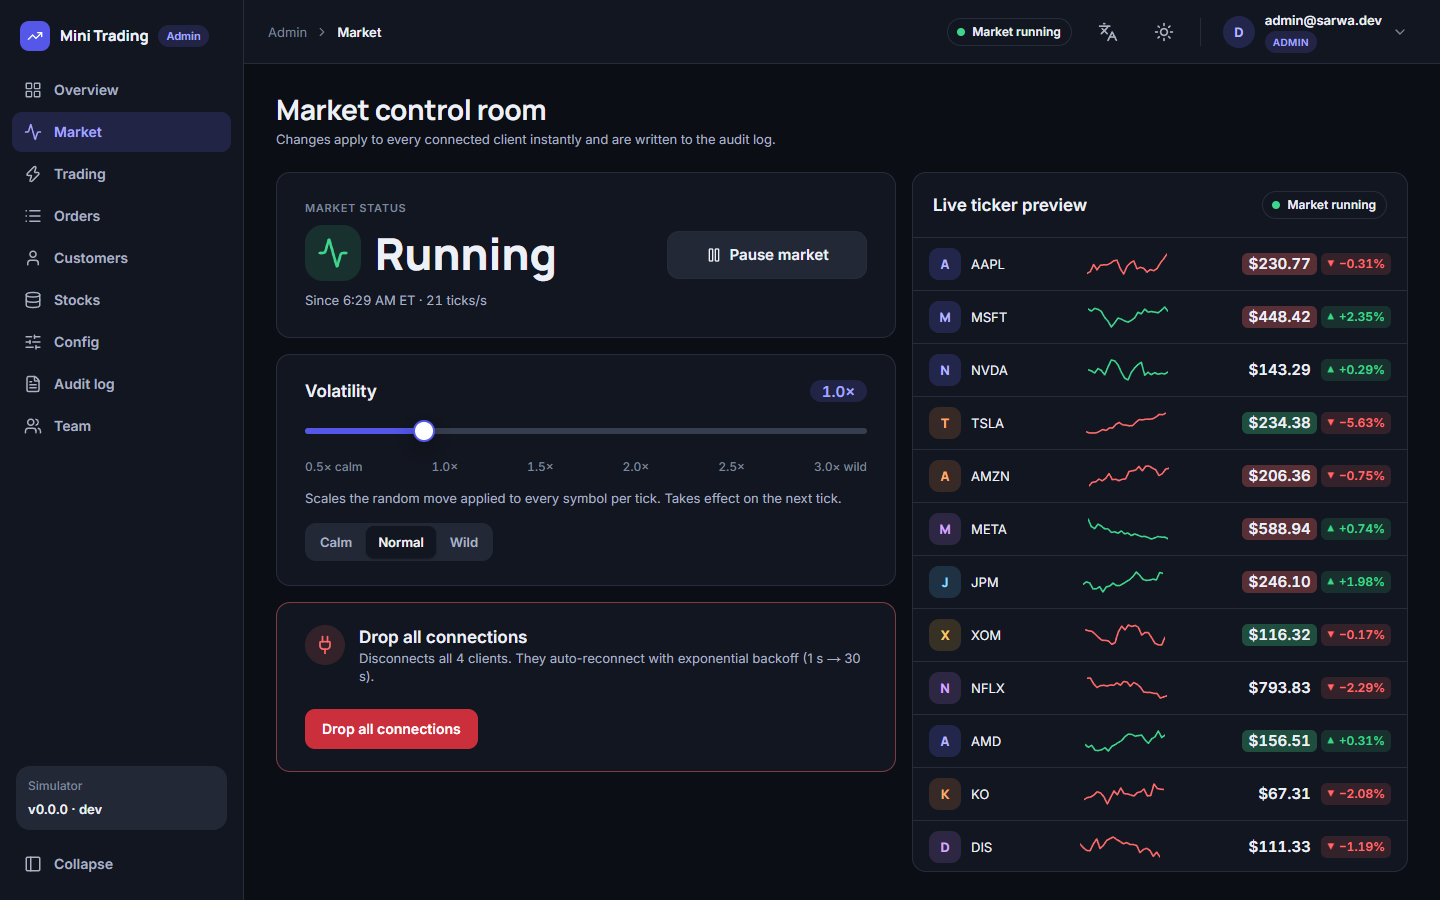 Mini Trading Admin
Overview
Market
Trading
Orders
Customers
Stocks
Config
Audit log
Team
Simulator
v0.0.0 · dev
Collapse
Admin > Market
Market running
D
admin@sarwa.dev
ADMIN
Market control room
Changes apply to every connected client instantly and are written to the audit log.
MARKET STATUS
Running
Pause market
Since 6:29 AM ET · 21 ticks/s
Volatility 1.0×
0.5× calm 1.0× 1.5× 2.0× 2.5× 3.0× wild
Scales the random move applied to every symbol per tick. Takes effect on the next tick.
Calm Normal Wild
Drop all connections
Disconnects all 4 clients. They auto-reconnect with exponential backoff (1 s → 30
s).
Drop all connections
Live ticker preview Market running
A AAPL $230.77 ▼ −0.31%
M MSFT $448.42 ▲ +2.35%
N NVDA $143.29 ▲ +0.29%
T TSLA $234.38 ▼ −5.63%
A AMZN $206.36 ▼ −0.75%
M META $588.94 ▲ +0.74%
J JPM $246.10 ▲ +1.98%
X XOM $116.32 ▼ −0.17%
N NFLX $793.83 ▼ −2.29%
A AMD $156.51 ▲ +0.31%
K KO $67.31 ▼ −2.08%
D DIS $111.33 ▼ −1.19%